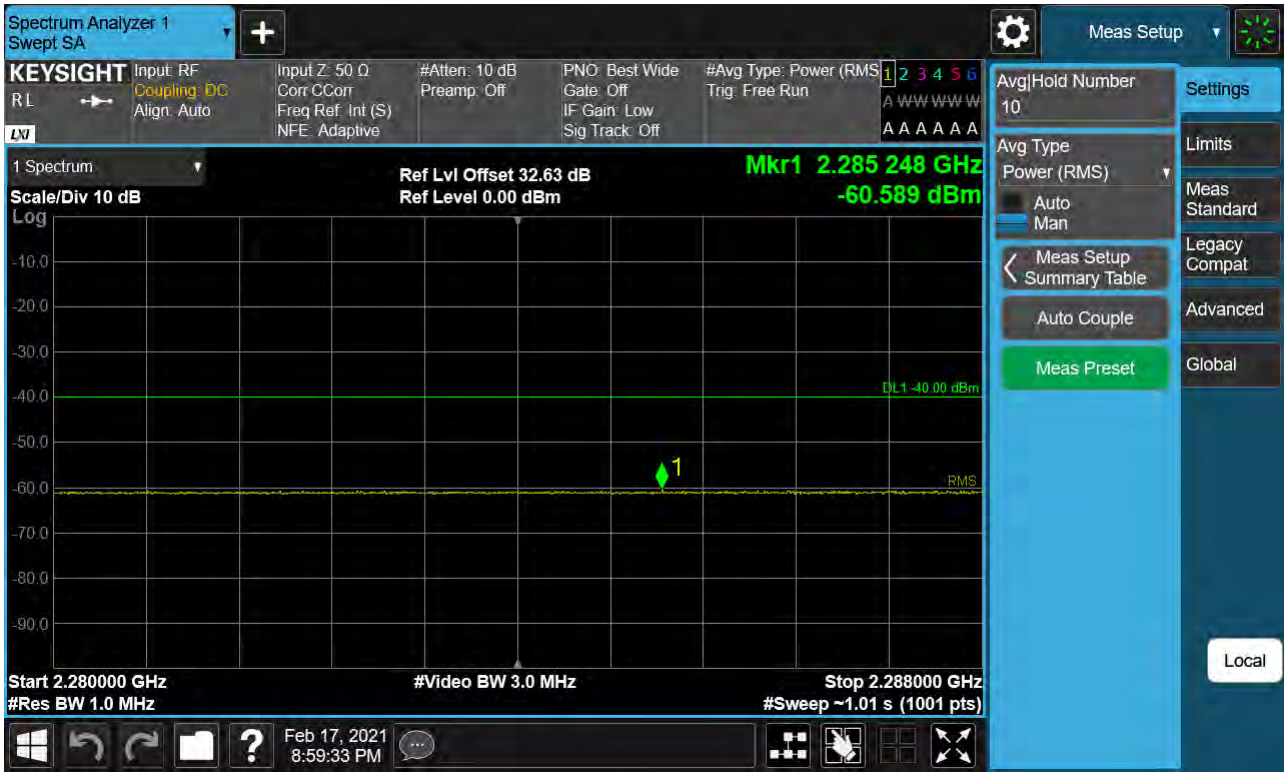 Spectrum Analyzer 1
Swept SA
Meas Setup
KEYSIGHT
RL
LXI
Input: RF
Coupling: DC
Align: Auto
Input Z: 50 Ω
Corr CCorr
Freq Ref: Int (S)
NFE: Adaptive
#Atten: 10 dB
Preamp: Off
PNO: Best Wide
Gate: Off
IF Gain: Low
Sig Track: Off
#Avg Type: Power (RMS
Trig: Free Run
1 2 3 4 5 6
A W W W W W
A A A A A A
1 Spectrum
Scale/Div 10 dB
Ref Lvl Offset 32.63 dB
Ref Level 0.00 dBm
Mkr1 2.285 248 GHz
-60.589 dBm
Log
-10.0
-20.0
-30.0
-40.0
DL1 -40.00 dBm
-50.0
1
-60.0
RMS
-70.0
-80.0
-90.0
Start 2.280000 GHz
#Res BW 1.0 MHz
#Video BW 3.0 MHz
Stop 2.288000 GHz
#Sweep ~1.01 s (1001 pts)
Avg|Hold Number
10
Avg Type
Power (RMS)
Auto
Man
Meas Setup
Summary Table
Auto Couple
Meas Preset
Settings
Limits
Meas
Standard
Legacy
Compat
Advanced
Global
Local
?
Feb 17, 2021
8:59:33 PM